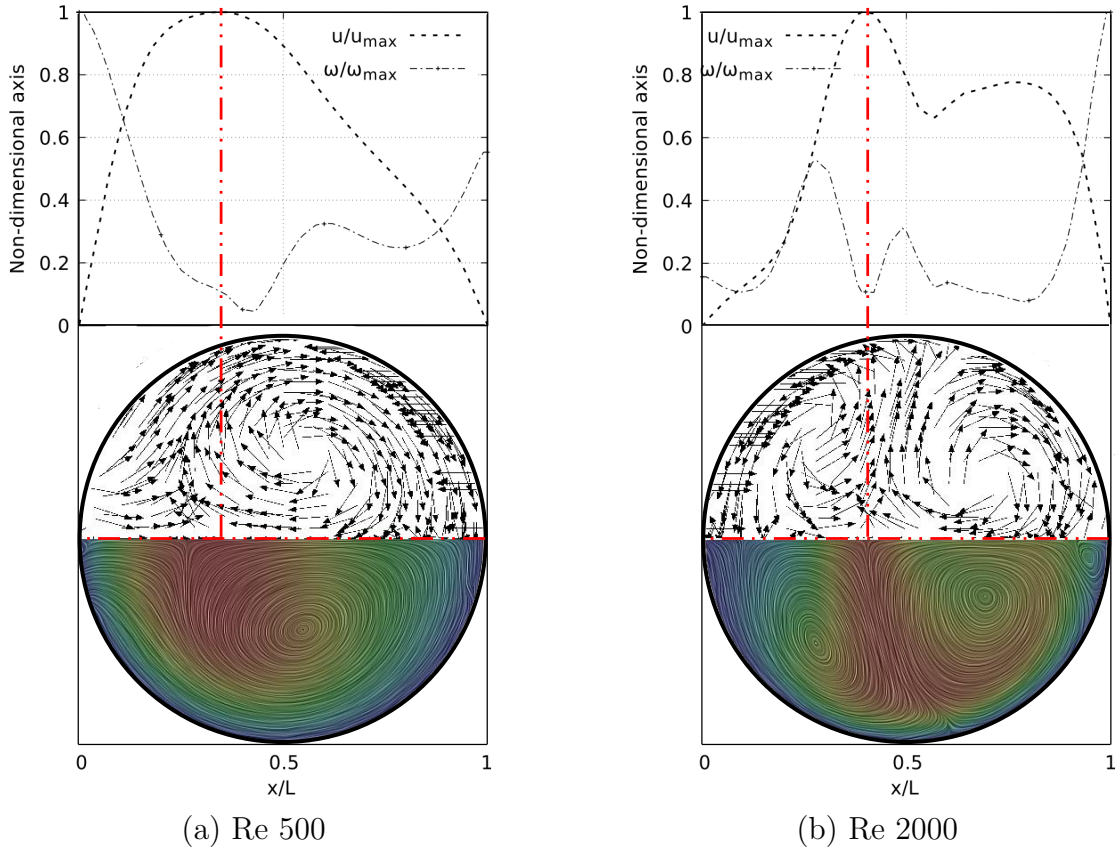 Non-dimensional axis
1
0.8
0.6
0.4
0.2
0
u/u_max
ω/ω_max
0 0.5 1
x/L
(a) Re 500
Non-dimensional axis
1
0.8
0.6
0.4
0.2
0
u/u_max
ω/ω_max
0 0.5 1
x/L
(b) Re 2000